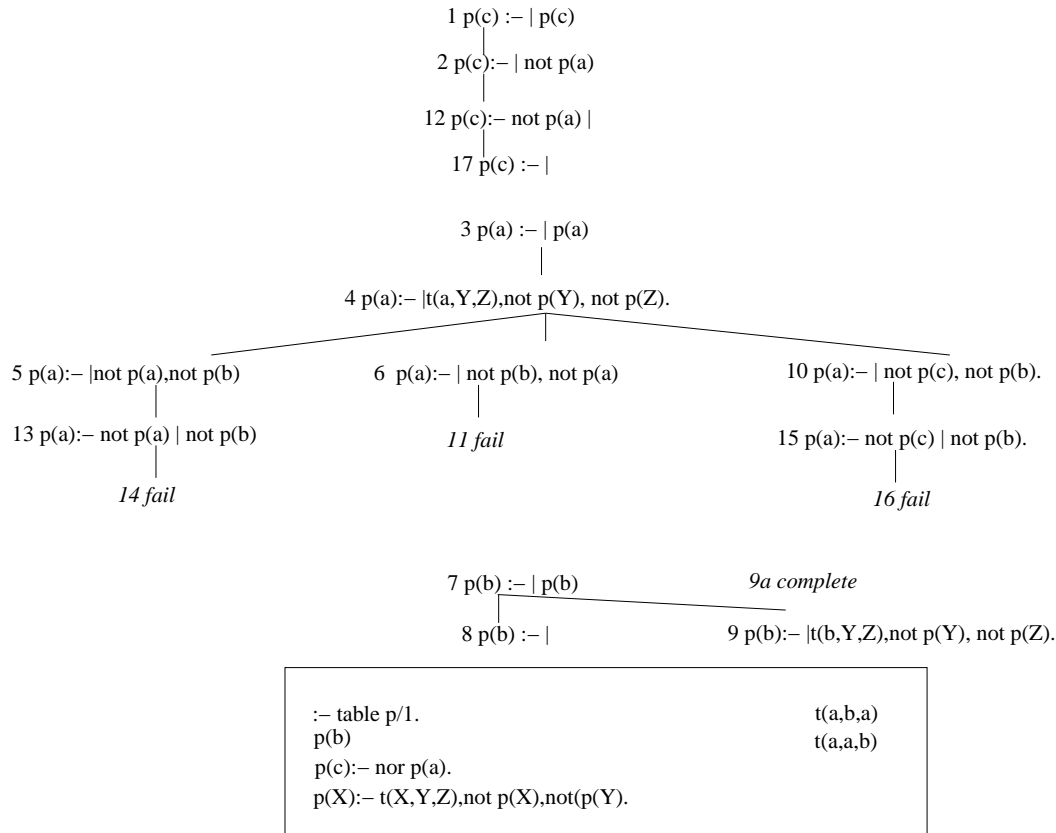 1 p(c) :– | p(c)
2 p(c):– | not p(a)
12 p(c):– not p(a) |
17 p(c) :– |
3 p(a) :– | p(a)
4 p(a):– |t(a,Y,Z),not p(Y), not p(Z).
5 p(a):– |not p(a),not p(b)
6 p(a):– | not p(b), not p(a)
10 p(a):– | not p(c), not p(b).
13 p(a):– not p(a) | not p(b)
11 fail
15 p(a):– not p(c) | not p(b).
14 fail
16 fail
7 p(b) :– | p(b)
9a complete
8 p(b) :– |
9 p(b):– |t(b,Y,Z),not p(Y), not p(Z).
:– table p/1.
t(a,b,a)
p(b)
t(a,a,b)
p(c):– nor p(a).
p(X):– t(X,Y,Z),not p(X),not(p(Y).